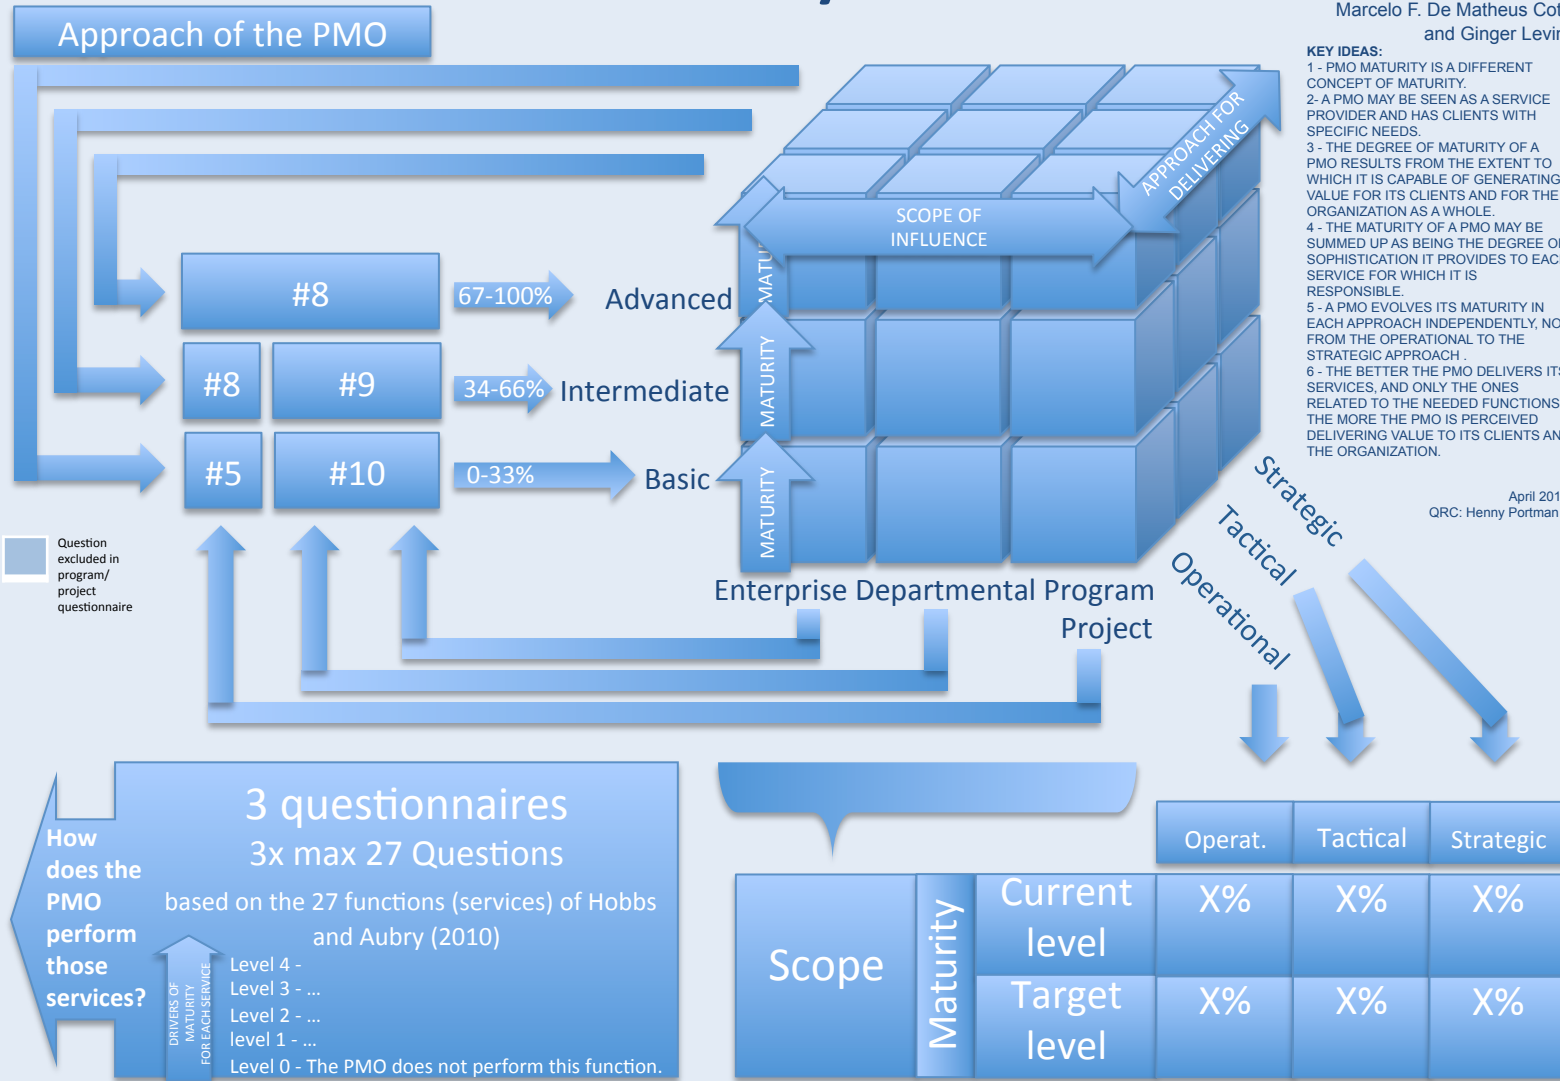 Approach of the PMO
Marcelo F. De Matheus
and Ginger
KEY IDEAS:
1 - PMO MATURITY IS A DIFFERENT
CONCEPT OF MATURITY.
2- A PMO MAY BE SEEN AS A SERVICE
PROVIDER AND HAS CLIENTS WITH
SPECIFIC NEEDS.
3 - THE DEGREE OF MATURITY OF A
PMO RESULTS FROM THE EXTENT TO
WHICH IT IS CAPABLE OF GENERATING
VALUE FOR ITS CLIENTS AND FOR THE
ORGANIZATION AS A WHOLE.
4 - THE MATURITY OF A PMO MAY BE
SUMMED UP AS BEING THE DEGREE
SOPHISTICATION IT PROVIDES TO
SERVICE FOR WHICH IT IS
RESPONSIBLE.
5 - A PMO EVOLVES ITS MATURITY IN
EACH APPROACH INDEPENDENTLY,
FROM THE OPERATIONAL TO THE
STRATEGIC APPROACH .
6 - THE BETTER THE PMO DELIVERS
SERVICES, AND ONLY THE ONES
RELATED TO THE NEEDED FUNCTIONS
THE MORE THE PMO IS PERCEIVED
DELIVERING VALUE TO ITS CLIENTS
THE ORGANIZATION.
April
QRC: Henny Portman
APPROACH FOR
DELIVERING
SCOPE OF
INFLUENCE
#8
67-100%
Advanced
#8
#9
34-66%
Intermediate
MATURITY
#5
#10
0-33%
Basic
MATURITY
Question
excluded in
program/
project
questionnaire
Enterprise Departmental Program
Project
Strategic
Tactical
Operational
How
does the
PMO
perform
those
services?
3 questionnaires
3x max 27 Questions
based on the 27 functions (services) of Hobbs
and Aubry (2010)
DRIVERS OF
MATURITY
FOR EACH SERVICE
Level 4 -
Level 3 - ...
Level 2 - ...
level 1 - ...
Level 0 - The PMO does not perform this function.
Operat.
Tactical
Strategic
Scope
Maturity
Current
level
X%
X%
X%
Target
level
X%
X%
X%